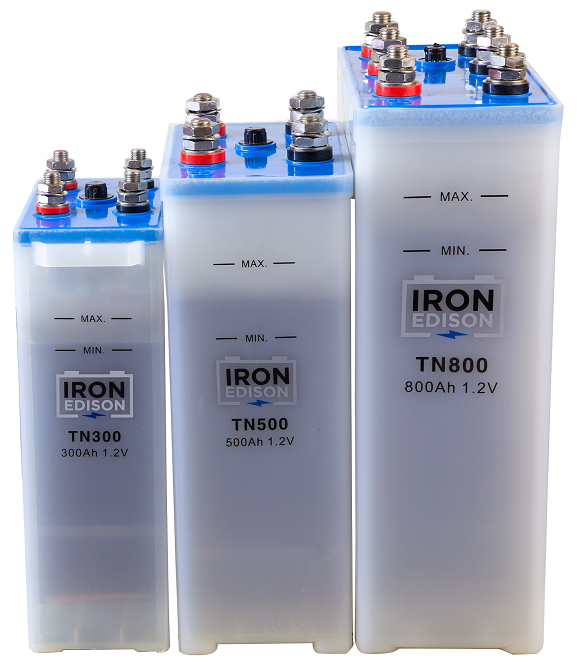 MAX.
MIN.
IRON
EDISON
TN300
300Ah 1.2V
MAX.
MIN.
IRON
EDISON
TN500
500Ah 1.2V
MAX.
MIN.
IRON
EDISON
TN800
800Ah 1.2V